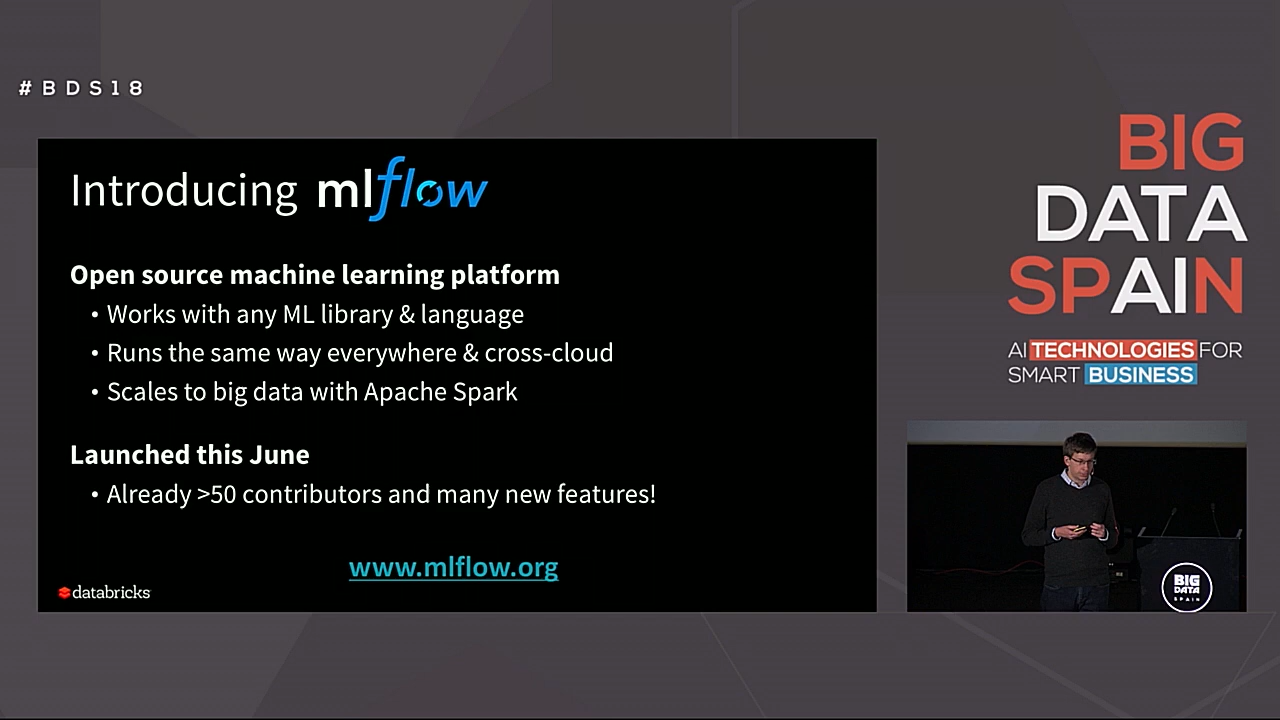 #BDS18
Introducing mlflow
Open source machine learning platform
• Works with any ML library & language
• Runs the same way everywhere & cross-cloud
• Scales to big data with Apache Spark
Launched this June
• Already >50 contributors and many new features!
www.mlflow.org
databricks
BIG
DATA
SPAIN
AI TECHNOLOGIES FOR
SMART BUSINESS
BIG
DATA
SPAIN